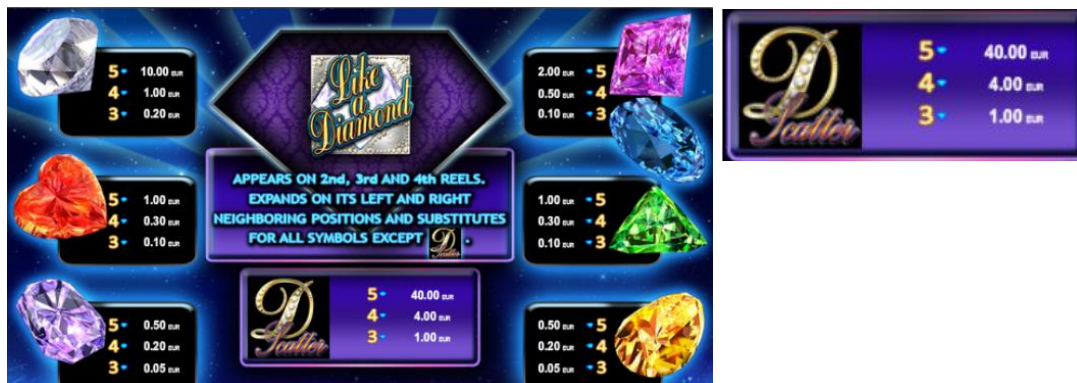 5 10.00 EUR
4 1.00 EUR
3 0.20 EUR
Like
a
Diamond
2.00 EUR 5
0.50 EUR 4
0.10 EUR 3
5 1.00 EUR
4 0.30 EUR
3 0.10 EUR
APPEARS ON 2nd, 3rd AND 4th REELS.
EXPANDS ON ITS LEFT AND RIGHT
NEIGHBORING POSITIONS AND SUBSTITUTES
FOR ALL SYMBOLS EXCEPT D Scatter .
1.00 EUR 5
0.30 EUR 4
0.10 EUR 3
5 0.50 EUR
4 0.20 EUR
3 0.05 EUR
D
Scatter
5 40.00 EUR
4 4.00 EUR
3 1.00 EUR
0.50 EUR 5
0.20 EUR 4
0.05 EUR 3
D
Scatter
5 40.00 EUR
4 4.00 EUR
3 1.00 EUR